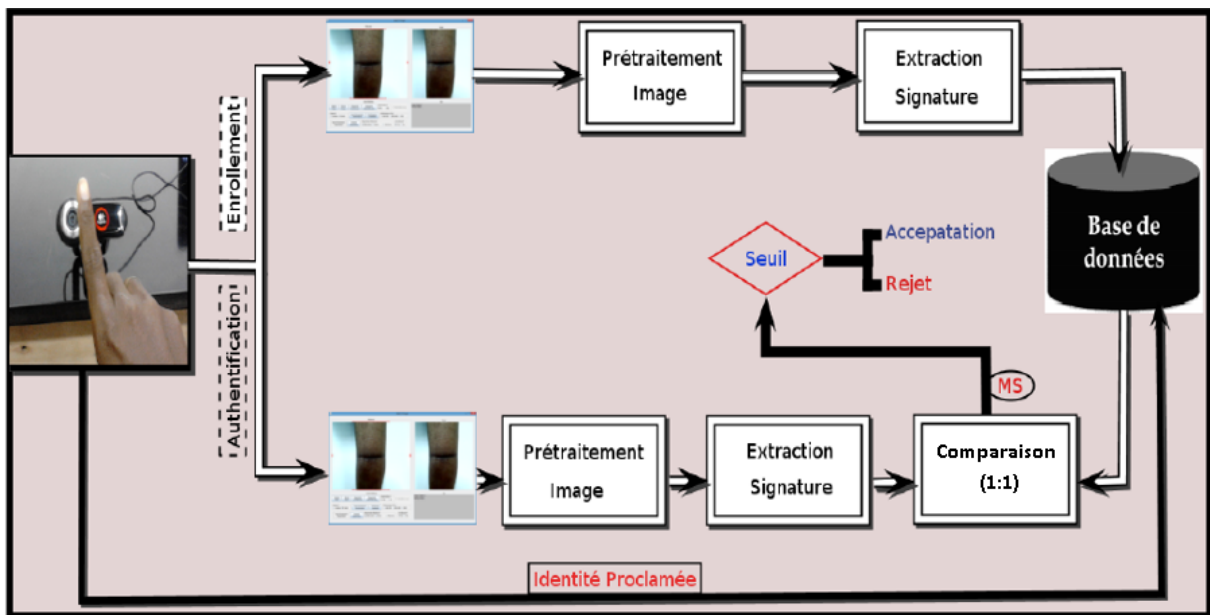 Prétraitement
Image
Extraction
Signature
Enrollement
Base de
données
Seuil
Accepatation
Rejet
Authentification
MS
Prétraitement
Image
Extraction
Signature
Comparaison
(1:1)
Identité Proclamée